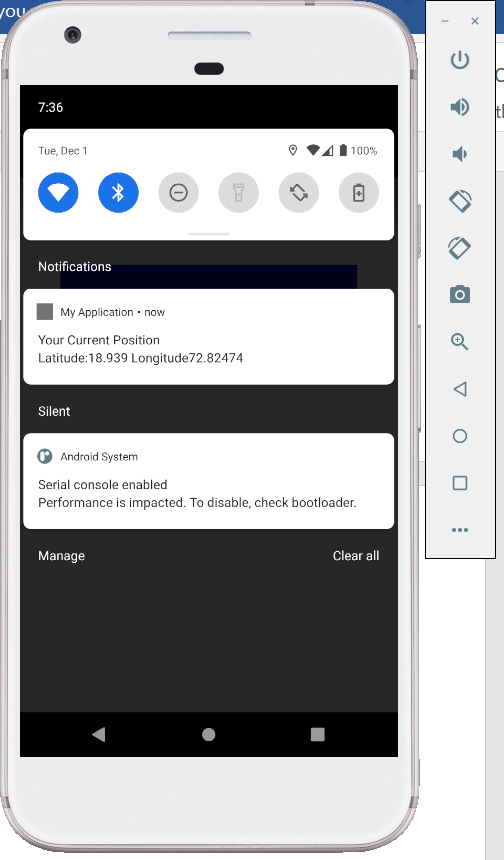 you
7:36
Tue, Dec 1
100%
Notifications
My Application • now
Your Current Position
Latitude:18.939 Longitude72.82474
Silent
Android System
Serial console enabled
Performance is impacted. To disable, check bootloader.
Manage
Clear all